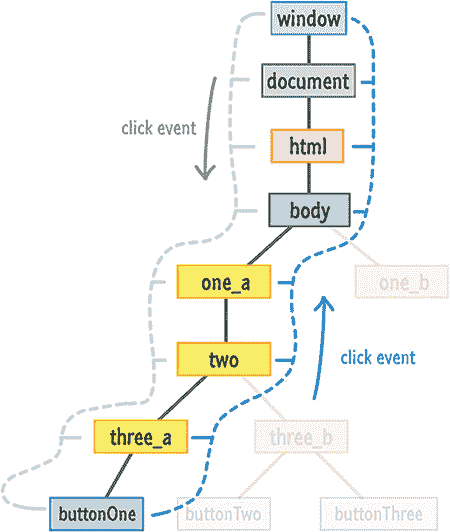 window
document
click event
html
body
one_a
one_b
two
click event
three_a
three_b
buttonOne
buttonTwo
buttonThree